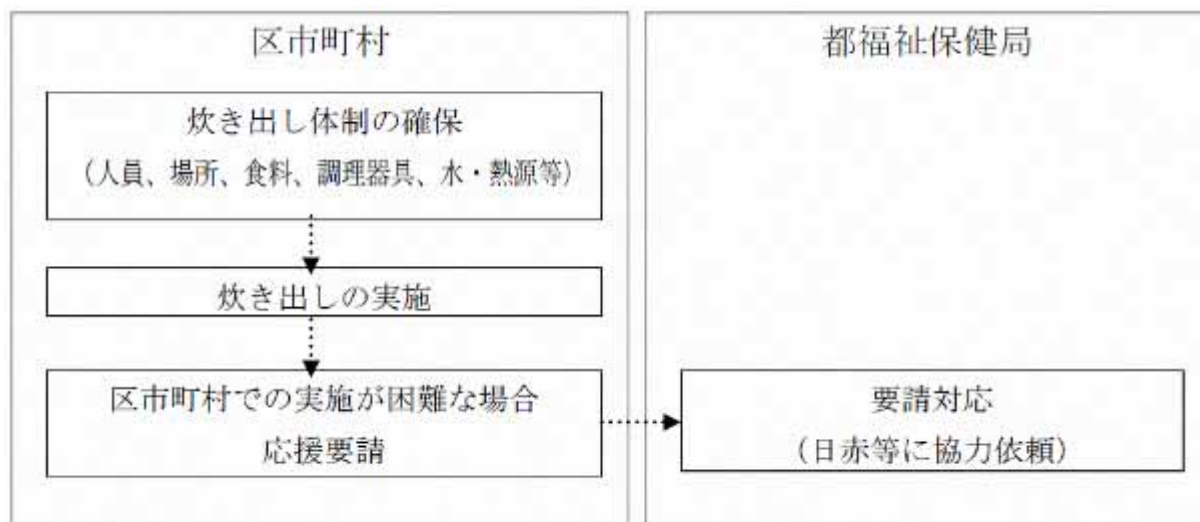 区市町村
炊き出し体制の確保
（人員、場所、食料、調理器具、水・熱源等）
炊き出しの実施
区市町村での実施が困難な場合
応援要請
都福祉保健局
要請対応
（日赤等に協力依頼）